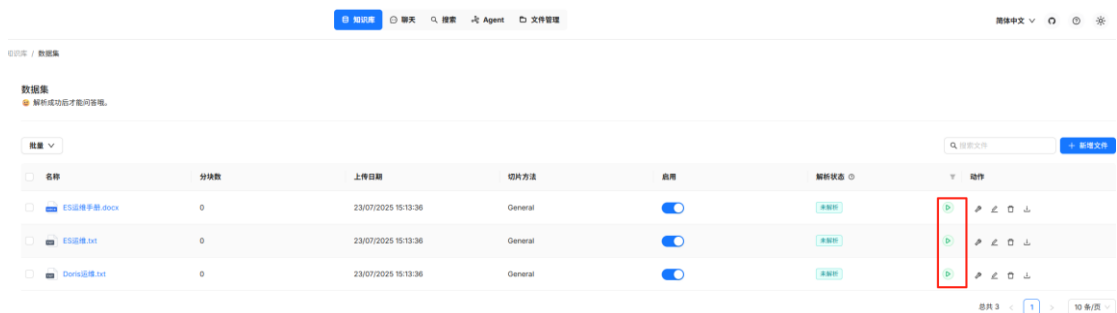 知识库 聊天 搜索 Agent 文件管理 简体中文
知识库 / 数据集
数据集
解析成功后才能问答哦。
批量 搜索文件 + 新增文件
名称 分块数 上传日期 切片方法 启用 解析状态 动作
ES运维手册.docx 0 23/07/2025 15:13:36 General 未解析
ES运维.txt 0 23/07/2025 15:13:36 General 未解析
Doris运维.txt 0 23/07/2025 15:13:36 General 未解析
总共 3 < 1 > 10 条/页